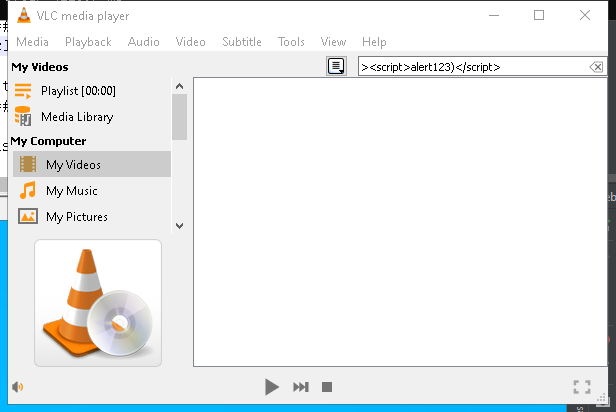 VLC media player
Media Playback Audio Video Subtitle Tools View Help
My Videos
><script>alert123)</script>
Playlist [00:00]
Media Library
My Computer
My Videos
My Music
My Pictures